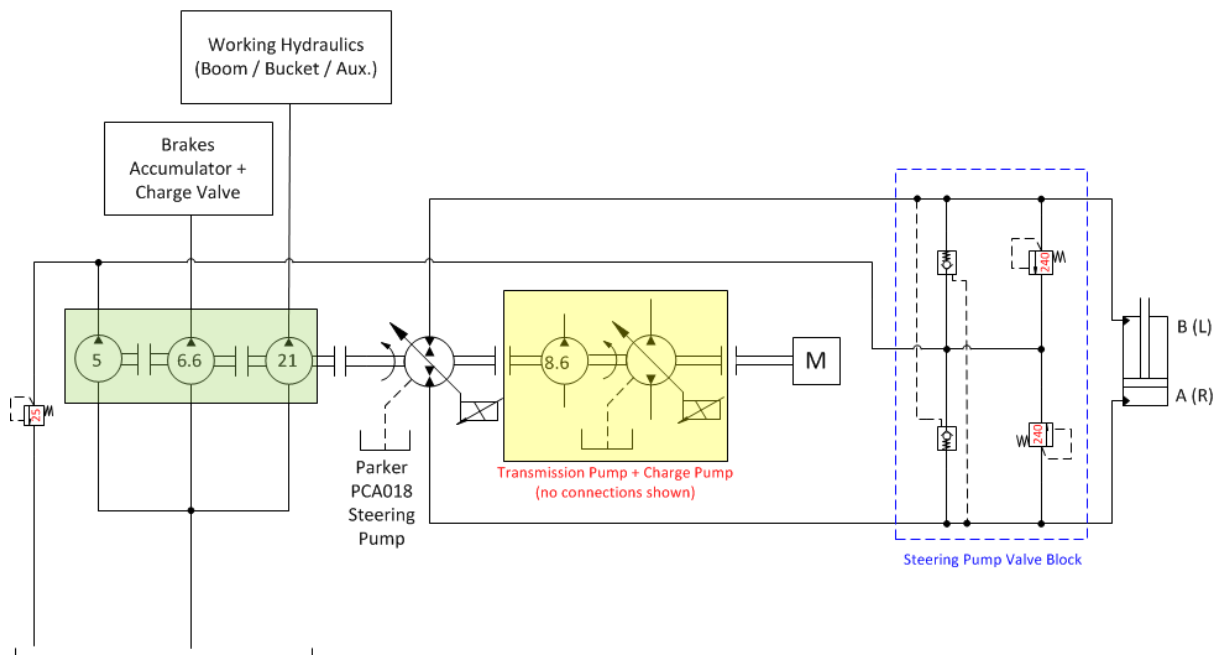 Working Hydraulics
(Boom / Bucket / Aux.)
Brakes
Accumulator +
Charge Valve
240
B (L)
5
6.6
21
8.6
M
A (R)
25
240
Parker
PCA018
Steering
Pump
Transmission Pump + Charge Pump
(no connections shown)
Steering Pump Valve Block